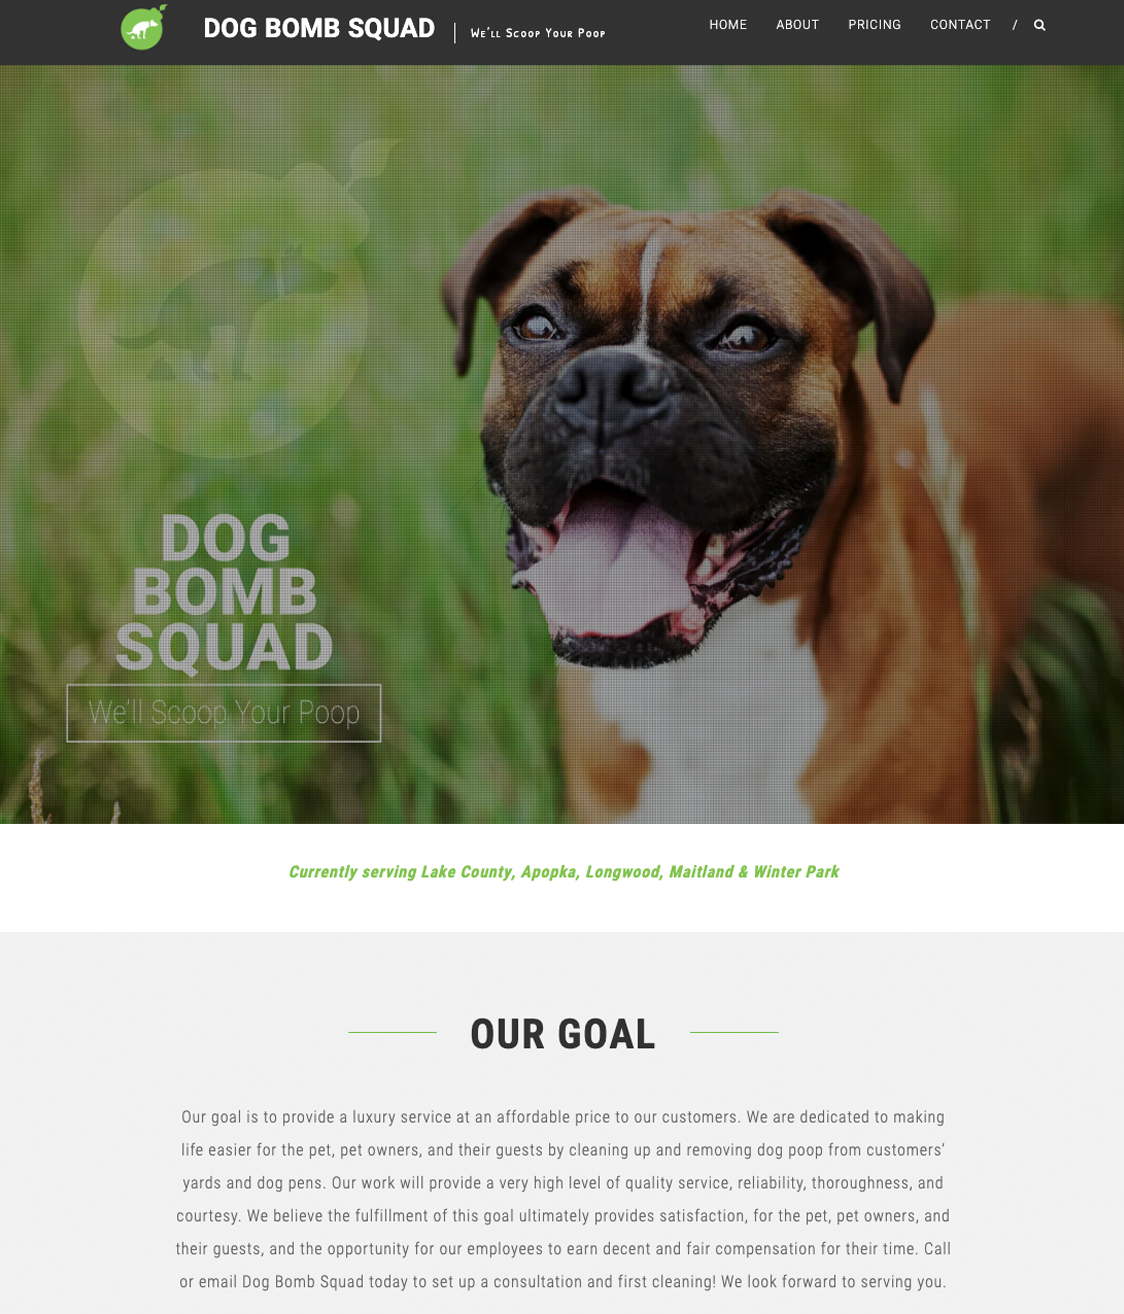 DOG BOMB SQUAD
We'll Scoop Your Poop
HOME ABOUT PRICING CONTACT /
DOG
BOMB
SQUAD
We'll Scoop Your Poop
Currently serving Lake County, Apopka, Longwood, Maitland & Winter Park
OUR GOAL
Our goal is to provide a luxury service at an affordable price to our customers. We are dedicated to making
life easier for the pet, pet owners, and their guests by cleaning up and removing dog poop from customers'
yards and dog pens. Our work will provide a very high level of quality service, reliability, thoroughness, and
courtesy. We believe the fulfillment of this goal ultimately provides satisfaction, for the pet, pet owners, and
their guests, and the opportunity for our employees to earn decent and fair compensation for their time. Call
or email Dog Bomb Squad today to set up a consultation and first cleaning! We look forward to serving you.